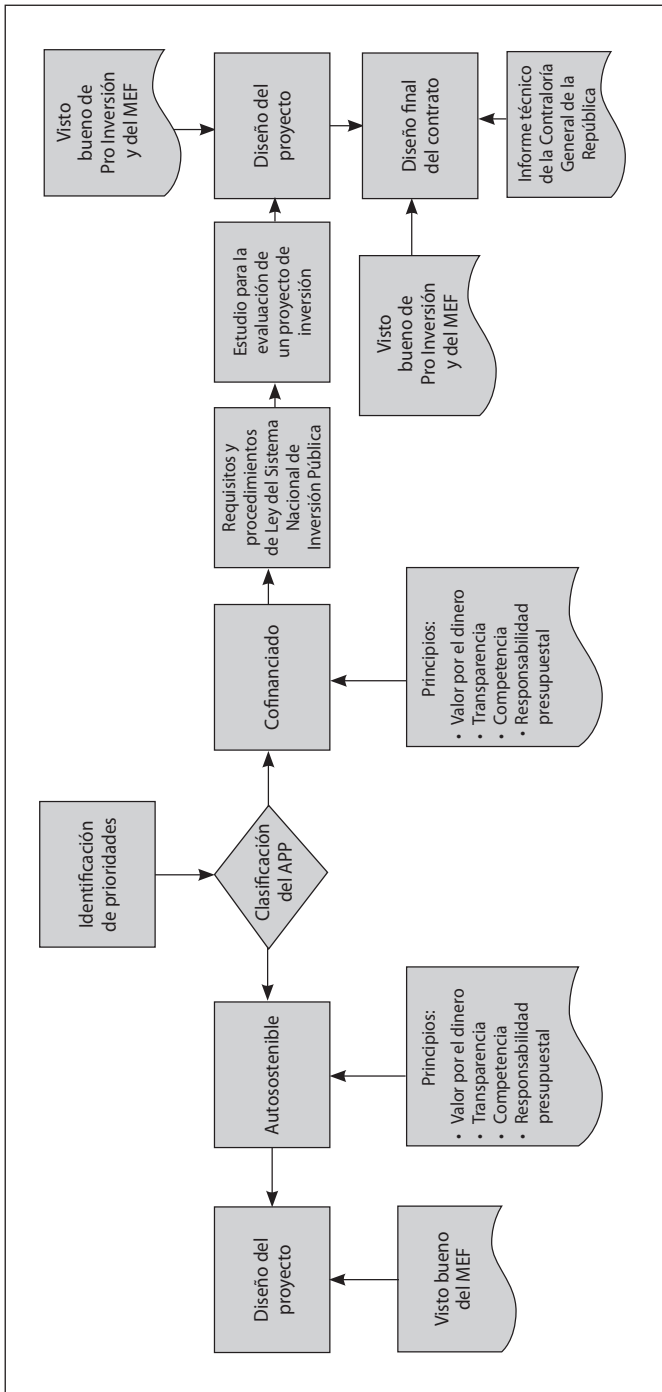 Identificación
de prioridades
Clasificación
del APP
Autosostenible
Diseño del
proyecto
Visto bueno
del MEF
Principios:
• Valor por el dinero
• Transparencia
• Competencia
• Responsabilidad
presupuestal
Cofinanciado
Principios:
• Valor por el dinero
• Transparencia
• Competencia
• Responsabilidad
presupuestal
Requisitos y
procedimientos
de Ley del Sistema
Nacional de
Inversión Pública
Estudio para la
evaluación de
un proyecto de
inversión
Visto
bueno de
Pro Inversión
y del MEF
Diseño del
proyecto
Diseño final
del contrato
Visto
bueno de
Pro Inversión
y del MEF
Informe técnico
de la Contraloría
General de la
República